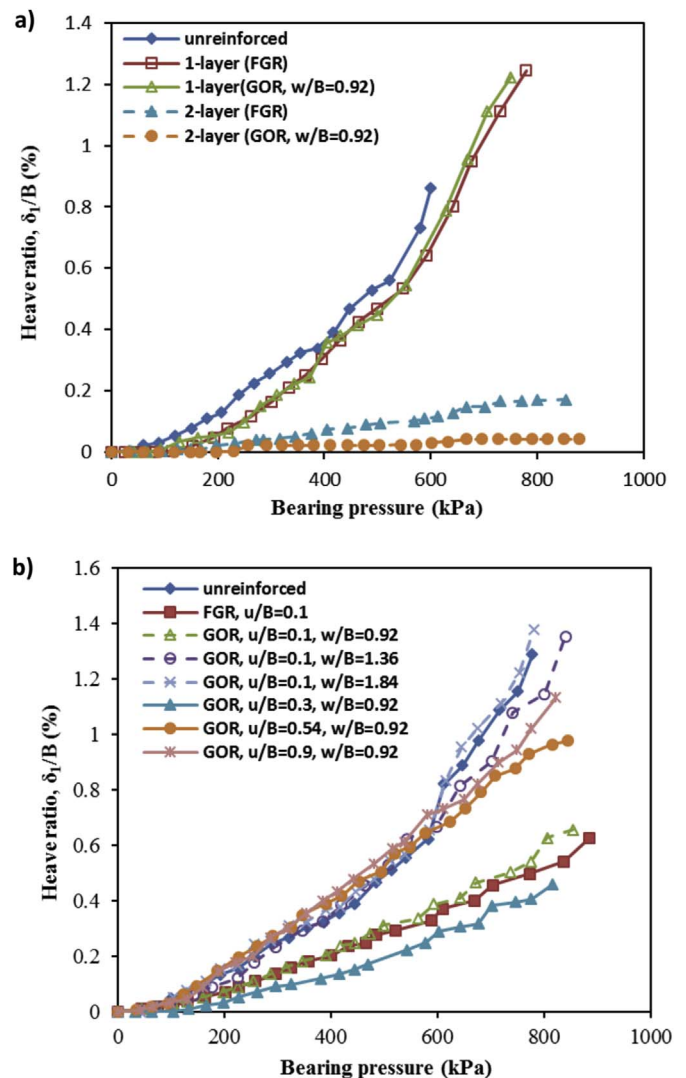 a)
1.4
1.2
1
0.8
0.6
0.4
0.2
0
Heave ratio, δ₁/B (%)
unreinforced
1-layer (FGR)
1-layer(GOR, w/B=0.92)
2-layer (FGR)
2-layer (GOR, w/B=0.92)
0 200 400 600 800 1000
Bearing pressure (kPa)
b)
1.6
1.4
1.2
1
0.8
0.6
0.4
0.2
0
Heave ratio, δ₁/B (%)
unreinforced
FGR, u/B=0.1
GOR, u/B=0.1, w/B=0.92
GOR, u/B=0.1, w/B=1.36
GOR, u/B=0.1, w/B=1.84
GOR, u/B=0.3, w/B=0.92
GOR, u/B=0.54, w/B=0.92
GOR, u/B=0.9, w/B=0.92
0 200 400 600 800 1000
Bearing pressure (kPa)